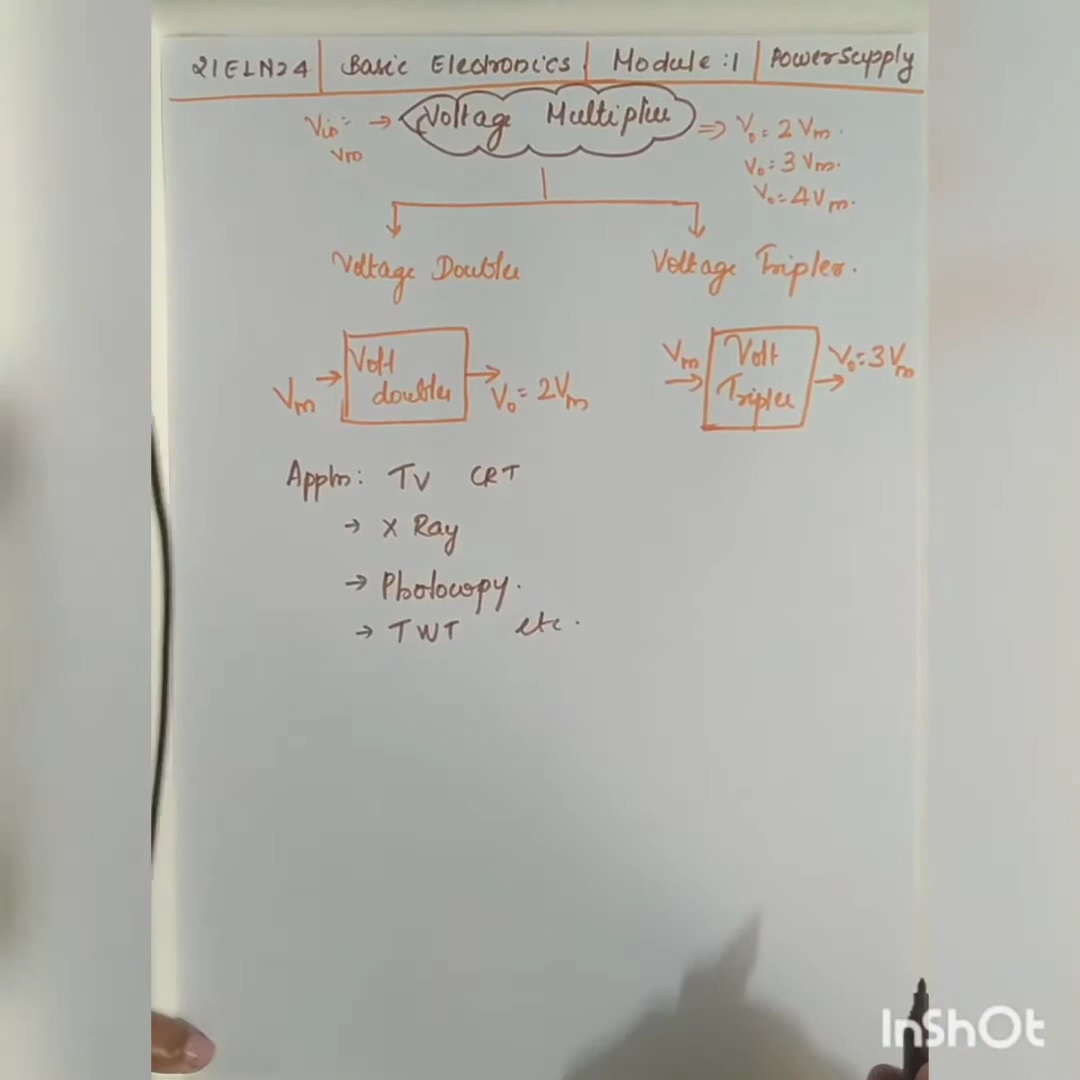 21ELN24 | Basic Electronics | Module:1 | Power Supply
Vin = Vm → Voltage Multiplier ⇒ Vo = 2Vm.
Vo = 3Vm.
Vo = 4Vm.
Voltage Doubler Voltage Tripler.
Vm → Volt doubler → Vo = 2Vm Vm → Volt Tripler → Vo = 3Vm
Appln: TV CRT
→ X Ray
→ Photocopy.
→ TWT etc.
InShOt